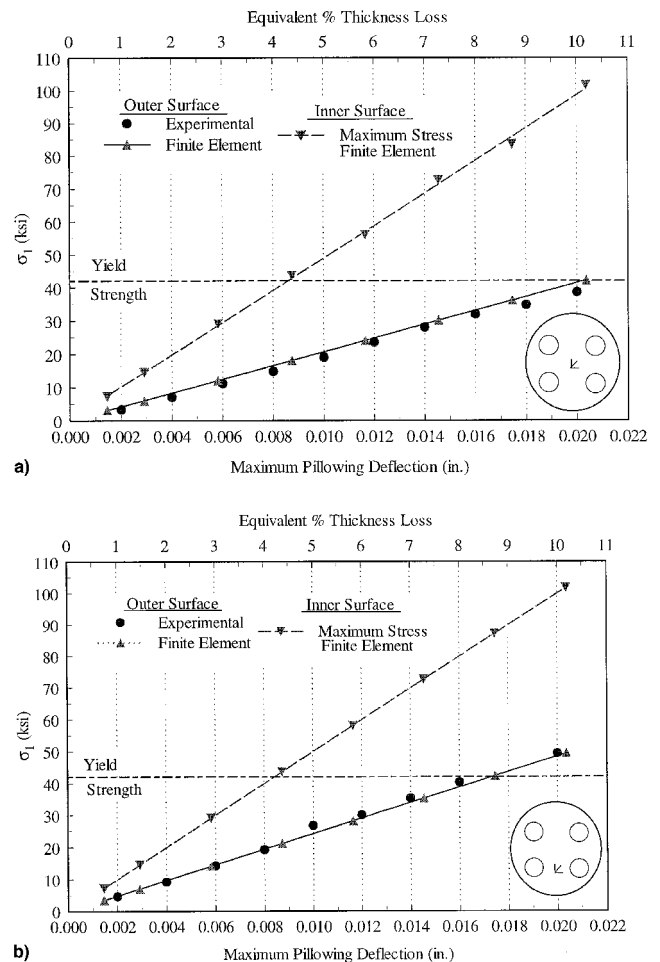 Equivalent % Thickness Loss
0 1 2 3 4 5 6 7 8 9 10 11
110
100
90
80
70
60
50
40
30
20
10
0
σ1 (ksi)
Outer Surface
Experimental
Finite Element
Inner Surface
Maximum Stress
Finite Element
Yield
Strength
0.000 0.002 0.004 0.006 0.008 0.010 0.012 0.014 0.016 0.018 0.020 0.022
a)
Maximum Pillowing Deflection (in.)
Equivalent % Thickness Loss
0 1 2 3 4 5 6 7 8 9 10 11
110
100
90
80
70
60
50
40
30
20
10
0
σ1 (ksi)
Outer Surface
Experimental
Finite Element
Inner Surface
Maximum Stress
Finite Element
Yield
Strength
0.000 0.002 0.004 0.006 0.008 0.010 0.012 0.014 0.016 0.018 0.020 0.022
b)
Maximum Pillowing Deflection (in.)